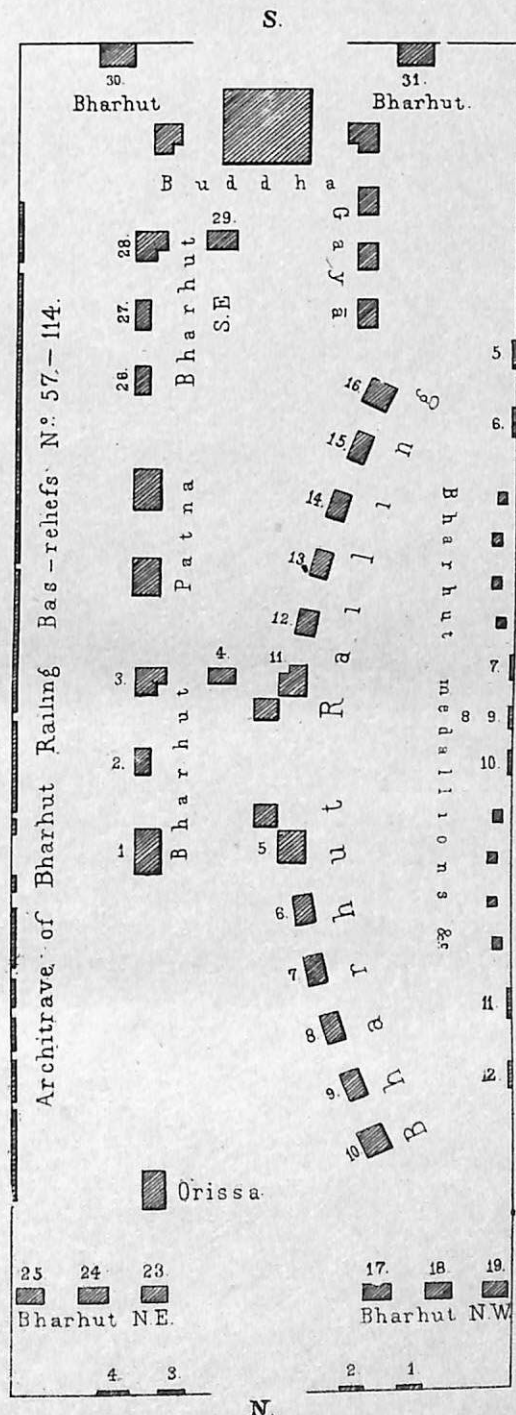 S.
30.
Bharhut
31.
Bharhut.
Buddha
Gayā
29.
28.
27.
26.
Bharhut
S.E
Architrave of Bharhut Railing Bas-reliefs Nº 57.-114.
Patna
5.
6.
16.
15.
14.
13.
12.
11
Bharhut Railing
Bharhut medallions &c
3.
4.
2.
1
Bharhut
5
6.
7
8
9.
10
7.
8 9.
10.
11.
12.
Orissa.
25 24 23.
Bharhut N.E.
17. 18. 19.
Bharhut N.W
4. 3.
2 1
N.